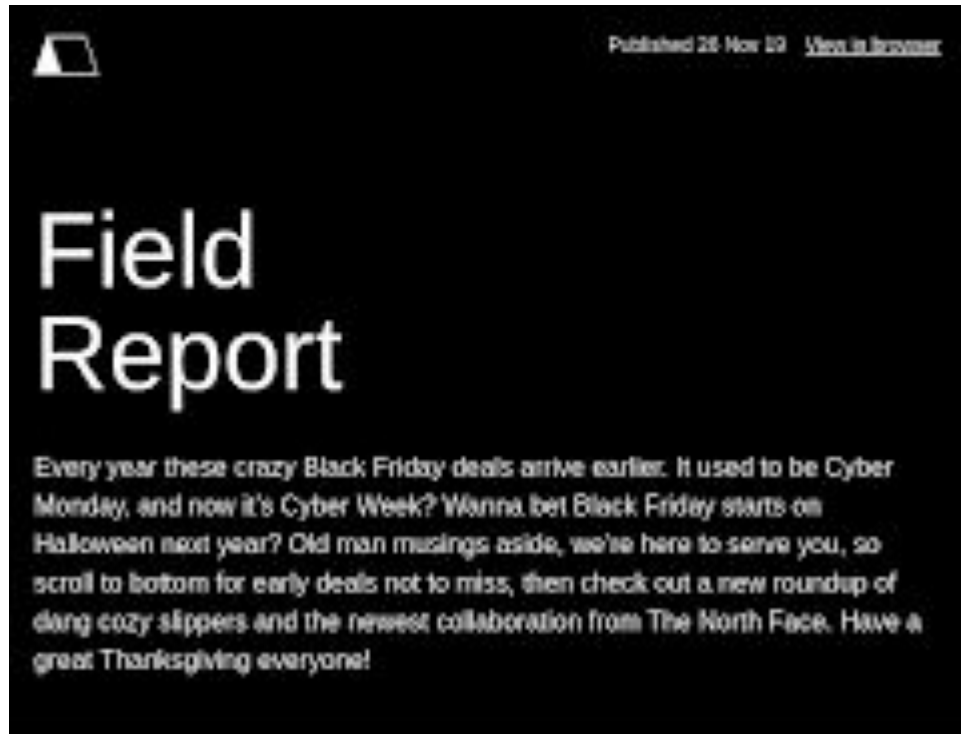 Published 26 Nov 19 View in browser
Field
Report
Every year these crazy Black Friday deals arrive earlier. It used to be Cyber
Monday, and now it's Cyber Week? Wanna bet Black Friday starts on
Halloween next year? Old man musings aside, we're here to serve you, so
scroll to bottom for early deals not to miss, then check out a new roundup of
dang cozy slippers and the newest collaboration from The North Face. Have a
great Thanksgiving everyone!